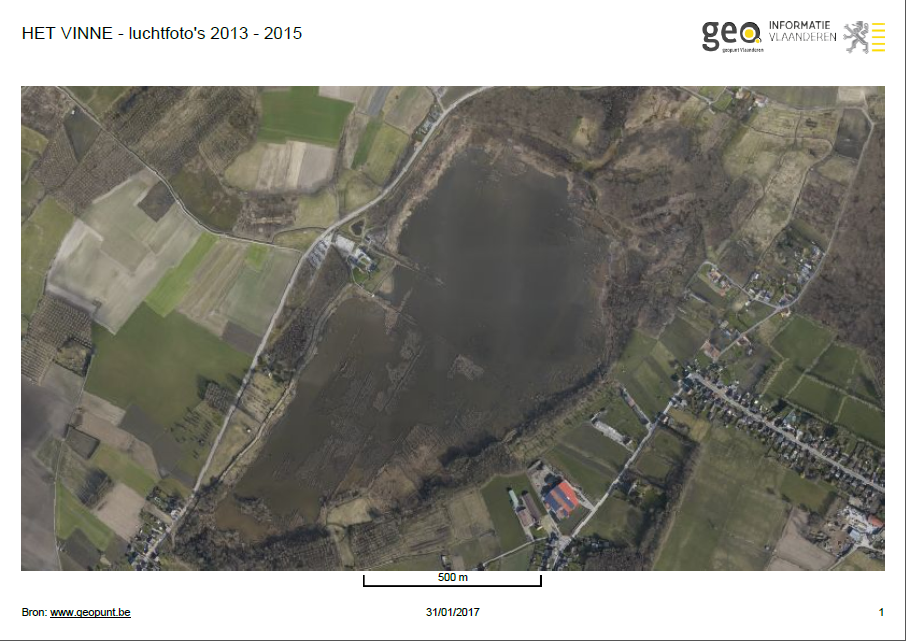 HET VINNE - luchtfoto's 2013 - 2015
geo
geopunt Vlaanderen
INFORMATIE
VLAANDEREN
500 m
Bron: www.geopunt.be
31/01/2017
1